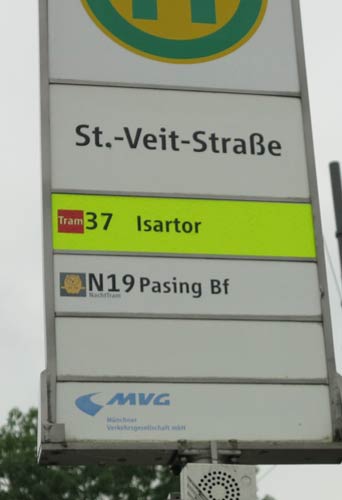 St.-Veit-Straße
Tram 37 Isartor
N19 Pasing Bf
NachtTram
MVG
Münchner
Verkehrsgesellschaft mbH